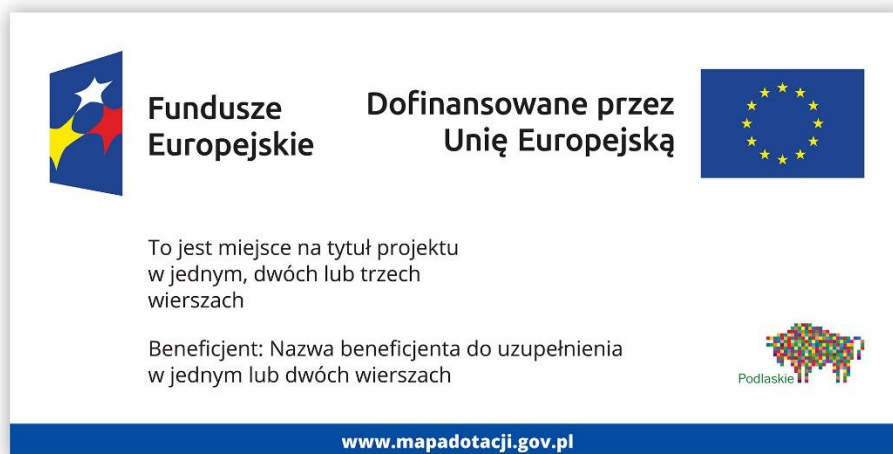 Fundusze
Europejskie
Dofinansowane przez
Unię Europejską
To jest miejsce na tytuł projektu
w jednym, dwóch lub trzech
wierszach
Beneficjent: Nazwa beneficjenta do uzupełnienia
w jednym lub dwóch wierszach
Podlaskie
www.mapadotacji.gov.pl